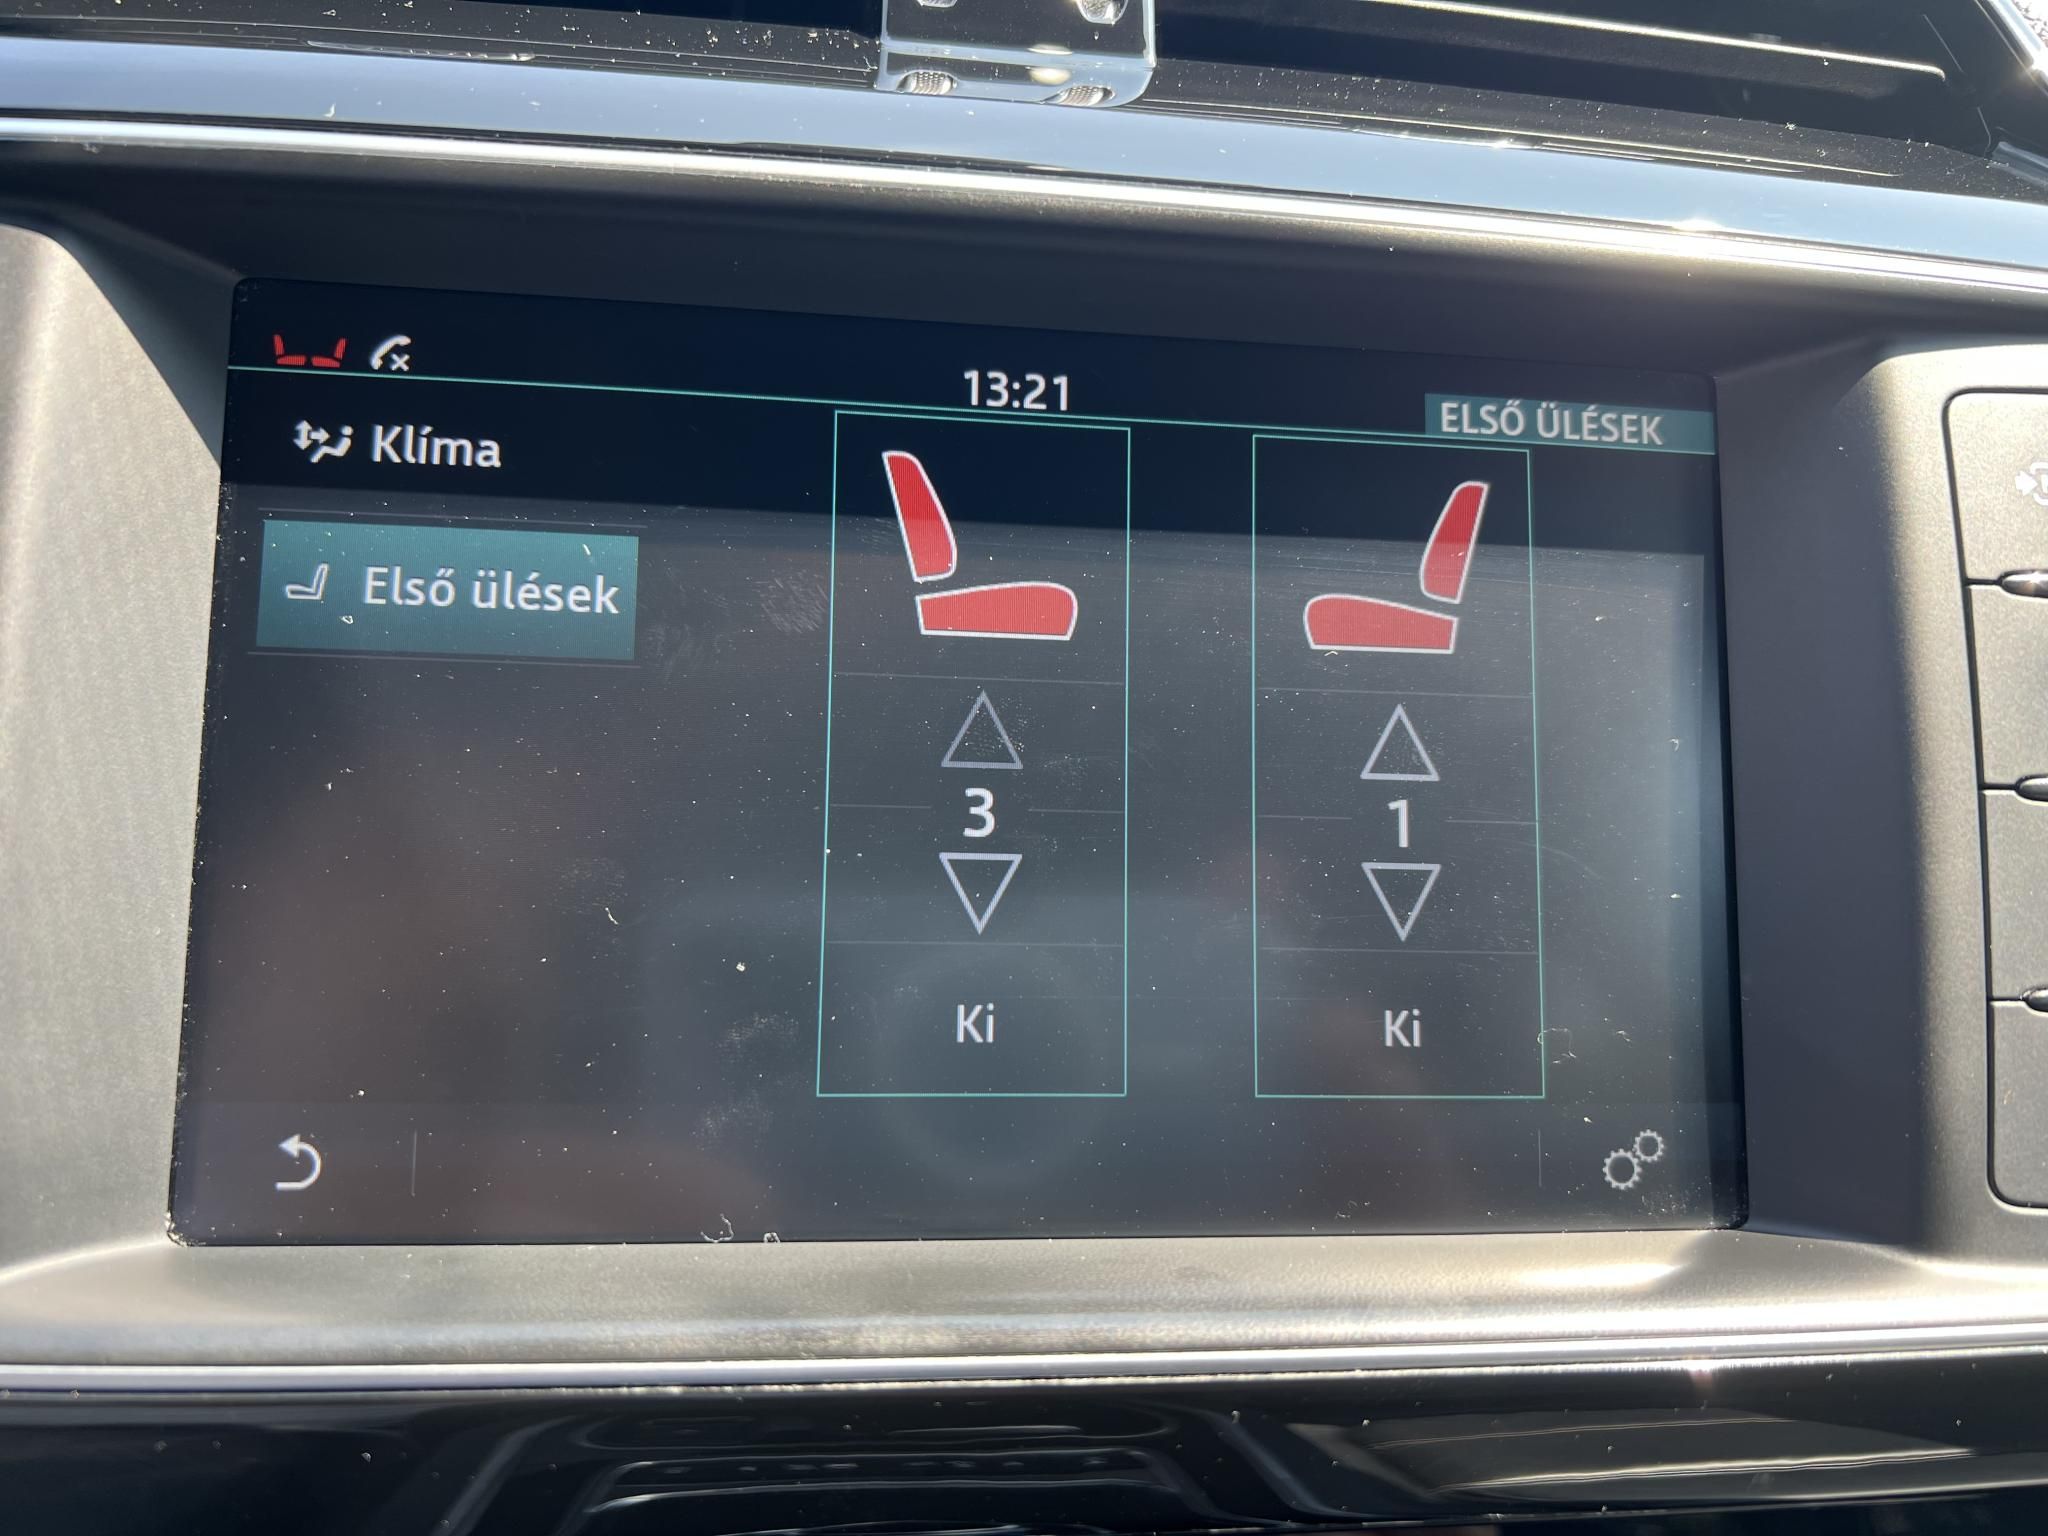 13:21
ELSŐ ÜLÉSEK
Klíma
Első ülések
3
1
Ki
Ki